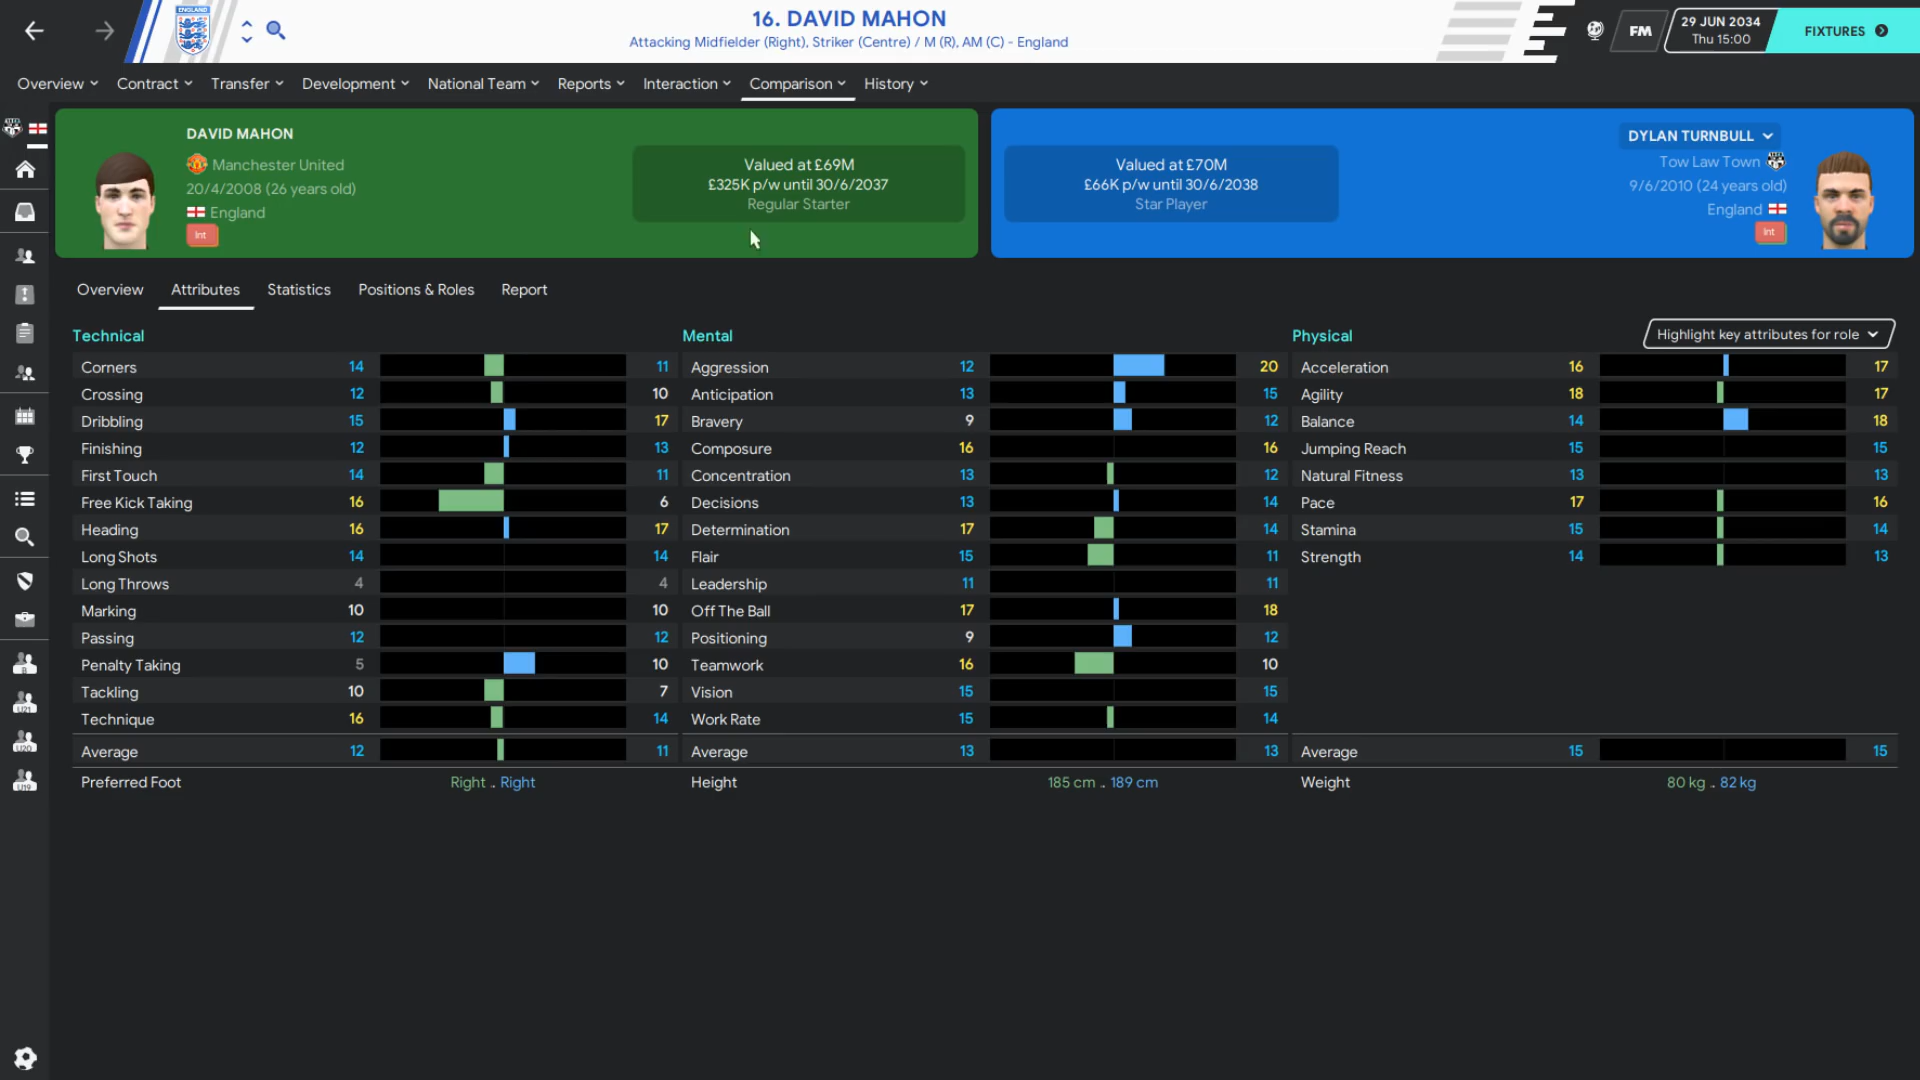 ENGLAND
16. DAVID MAHON
Attacking Midfielder (Right), Striker (Centre) / M (R), AM (C) - England
FM
29 JUN 2034
Thu 15:00
FIXTURES
Overview Contract Transfer Development National Team Reports Interaction Comparison History
DAVID MAHON
Manchester United
20/4/2008 (26 years old)
England
Int
Valued at £69M
£325K p/w until 30/6/2037
Regular Starter
Valued at £70M
£66K p/w until 30/6/2038
Star Player
DYLAN TURNBULL
Tow Law Town
9/6/2010 (24 years old)
England
Int
Overview Attributes Statistics Positions & Roles Report
Highlight key attributes for role
Technical
Corners 14 11
Crossing 12 10
Dribbling 15 17
Finishing 12 13
First Touch 14 11
Free Kick Taking 16 6
Heading 16 17
Long Shots 14 14
Long Throws 4 4
Marking 10 10
Passing 12 12
Penalty Taking 5 10
Tackling 10 7
Technique 16 14
Average 12 11
Preferred Foot Right .. Right
Mental
Aggression 12 20
Anticipation 13 15
Bravery 9 12
Composure 16 16
Concentration 13 12
Decisions 13 14
Determination 17 14
Flair 15 11
Leadership 11 11
Off The Ball 17 18
Positioning 9 12
Teamwork 16 10
Vision 15 15
Work Rate 15 14
Average 13 13
Height 185 cm .. 189 cm
Physical
Acceleration 16 17
Agility 18 17
Balance 14 18
Jumping Reach 15 15
Natural Fitness 13 13
Pace 17 16
Stamina 15 14
Strength 14 13
Average 15 15
Weight 80 kg .. 82 kg
U21
U20
U19